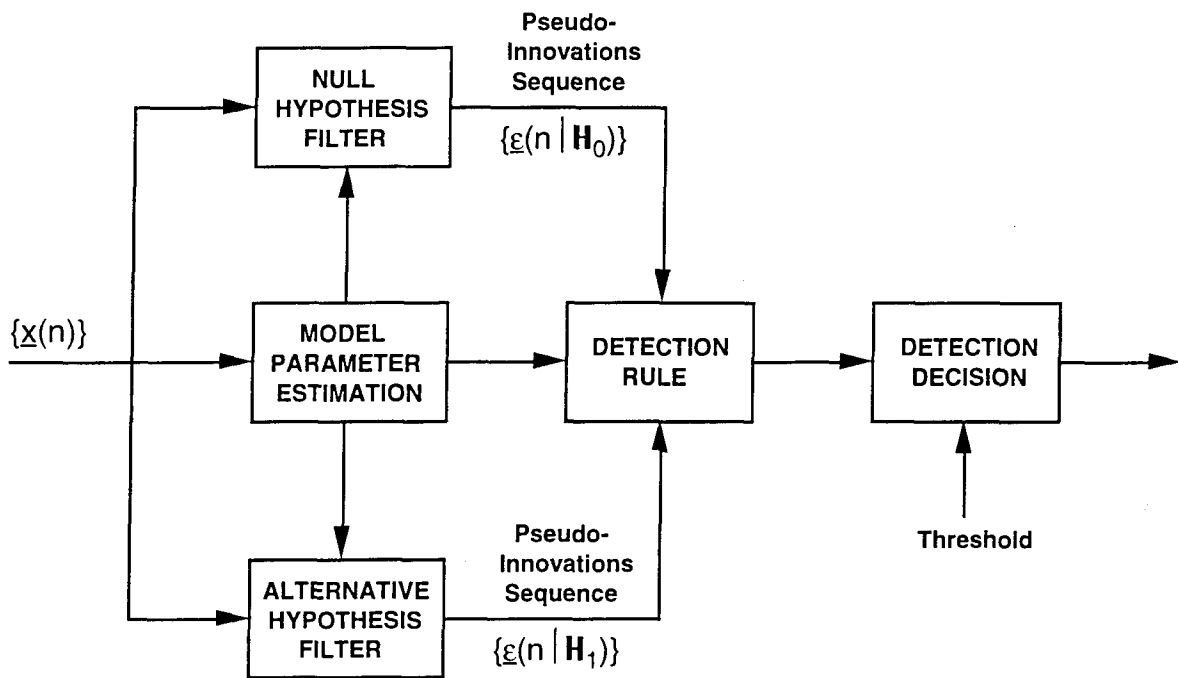 Pseudo-
Innovations
Sequence
{ε(n | H₀)}
NULL
HYPOTHESIS
FILTER
{x(n)}
MODEL
PARAMETER
ESTIMATION
DETECTION
RULE
DETECTION
DECISION
Threshold
ALTERNATIVE
HYPOTHESIS
FILTER
Pseudo-
Innovations
Sequence
{ε(n | H₁)}